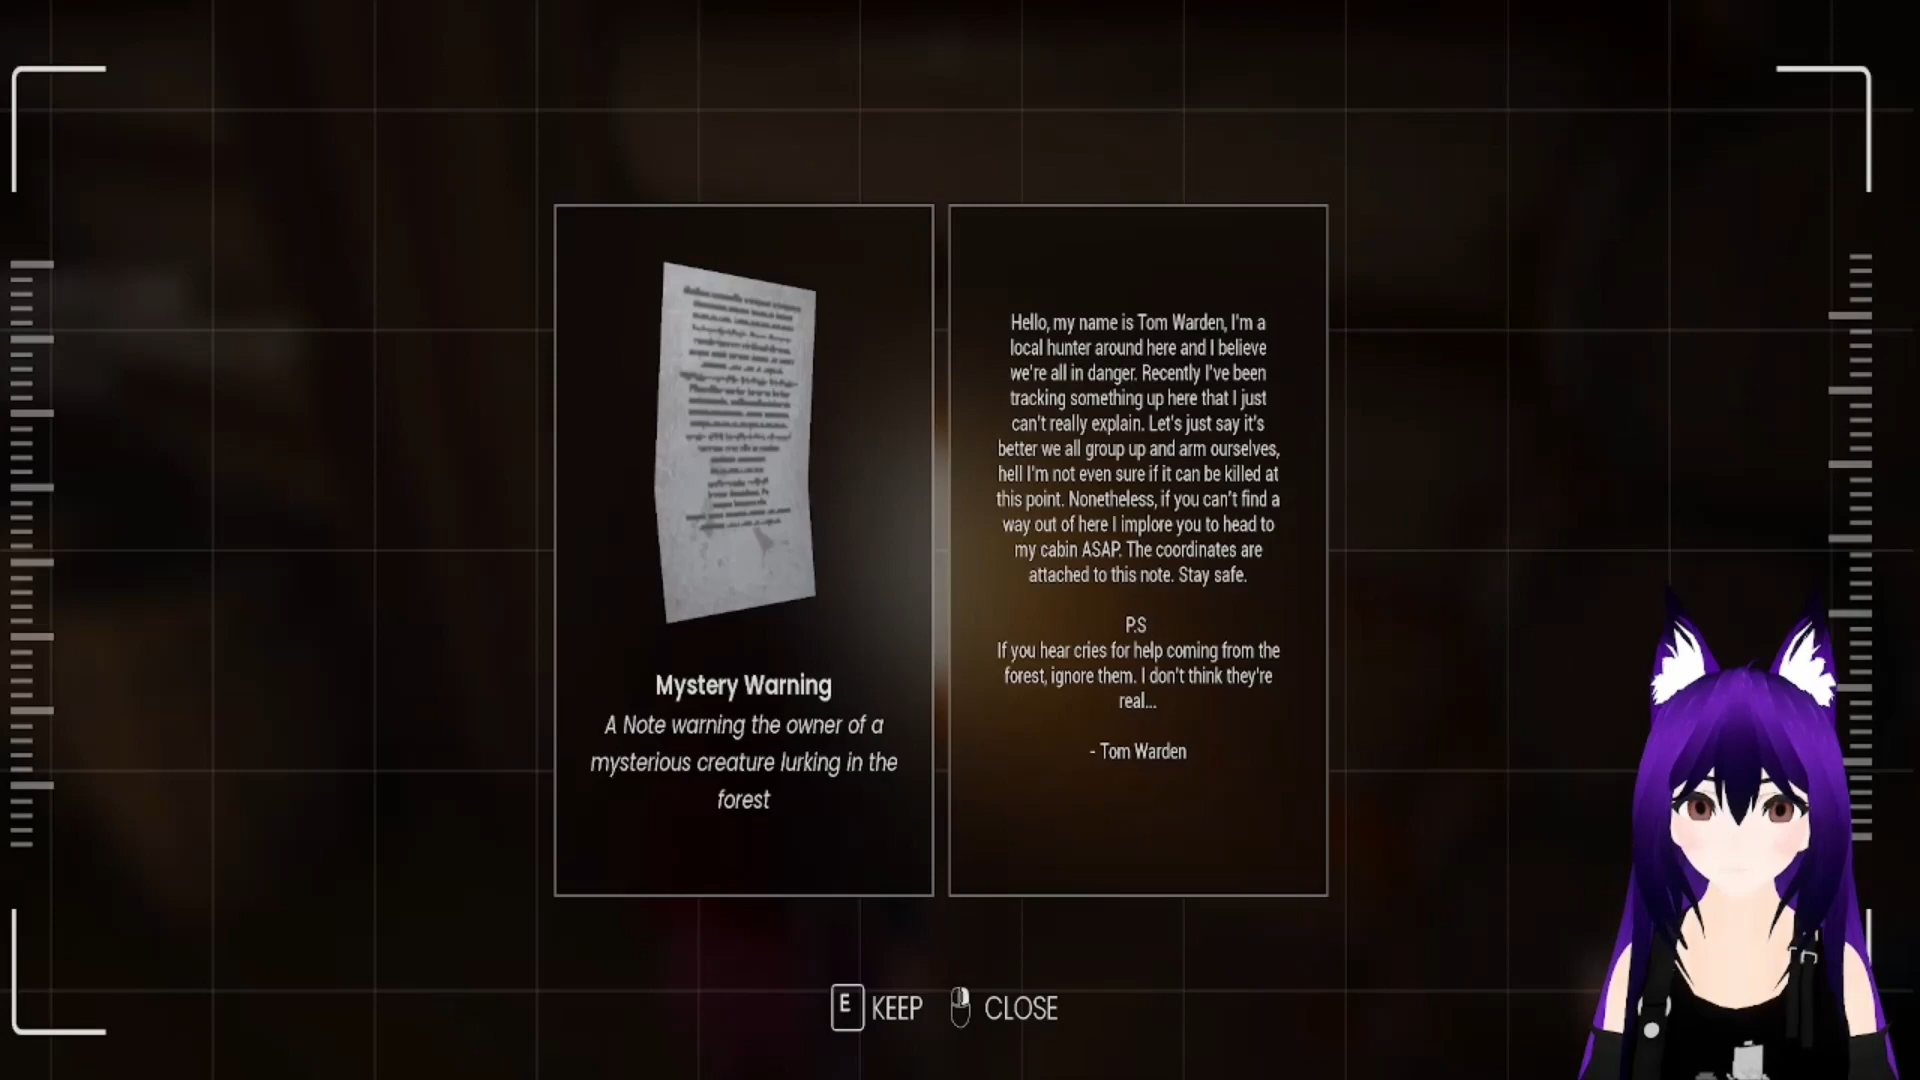 Mystery Warning
A Note warning the owner of a
mysterious creature lurking in the
forest
Hello, my name is Tom Warden, I'm a
local hunter around here and I believe
we're all in danger. Recently I've been
tracking something up here that I just
can't really explain. Let's just say it's
better we all group up and arm ourselves,
hell I'm not even sure if it can be killed at
this point. Nonetheless, if you can't find a
way out of here I implore you to head to
my cabin ASAP. The coordinates are
attached to this note. Stay safe.
P.S
If you hear cries for help coming from the
forest, ignore them. I don't think they're
real...
- Tom Warden
E KEEP CLOSE